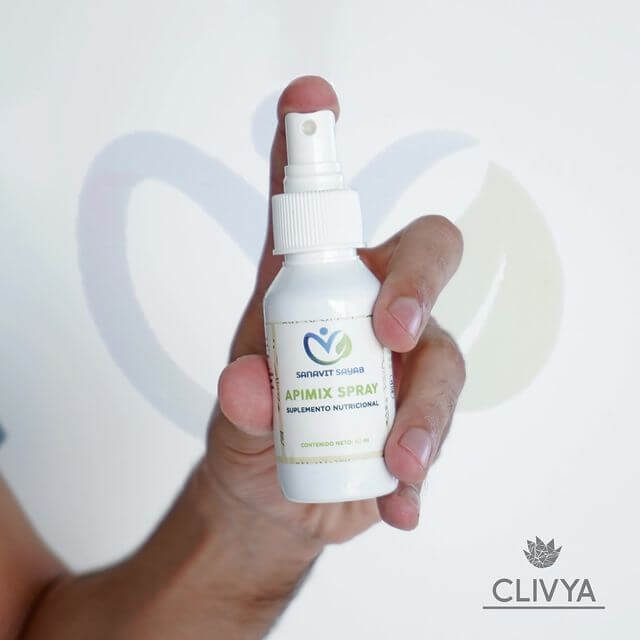 SANAVIT SAYAB
APIMIX SPRAY
SUPLEMENTO NUTRICIONAL
CONTENIDO NETO:
CLIVYA